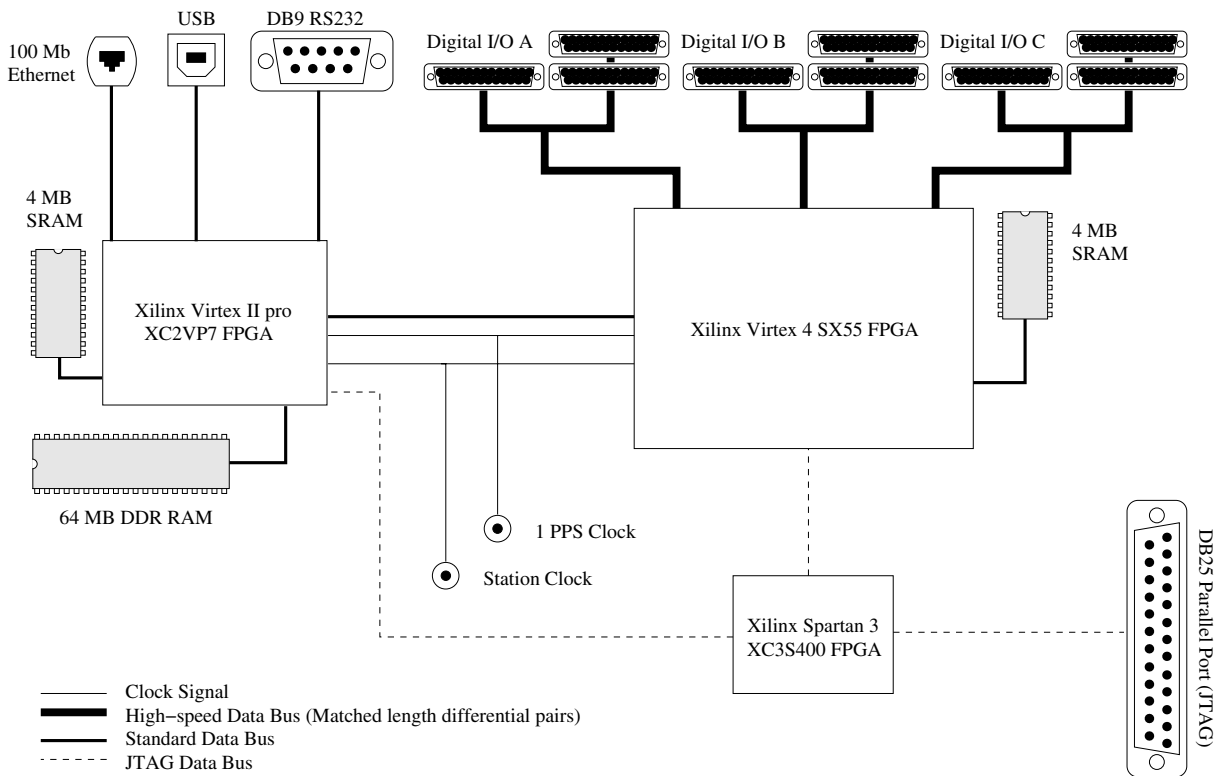 USB
DB9 RS232
100 Mb
Ethernet
Digital I/O A
Digital I/O B
Digital I/O C
4 MB
SRAM
4 MB
SRAM
Xilinx Virtex II pro
XC2VP7 FPGA
Xilinx Virtex 4 SX55 FPGA
64 MB DDR RAM
1 PPS Clock
Station Clock
Xilinx Spartan 3
XC3S400 FPGA
DB25 Parallel Port (JTAG)
Clock Signal
High−speed Data Bus (Matched length differential pairs)
Standard Data Bus
JTAG Data Bus